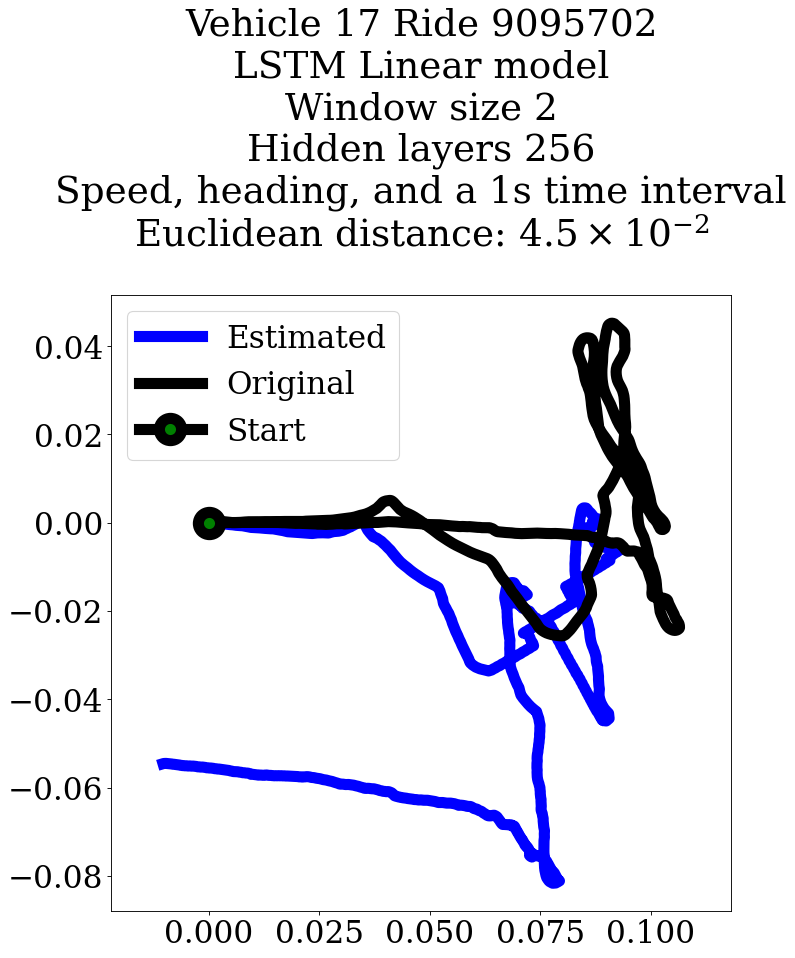 Vehicle 17 Ride 9095702
LSTM Linear model
Window size 2
Hidden layers 256
Speed, heading, and a 1s time interval
Euclidean distance: 4.5 × 10⁻²
Estimated
Original
Start
0.04
0.02
0.00
−0.02
−0.04
−0.06
−0.08
0.000 0.025 0.050 0.075 0.100